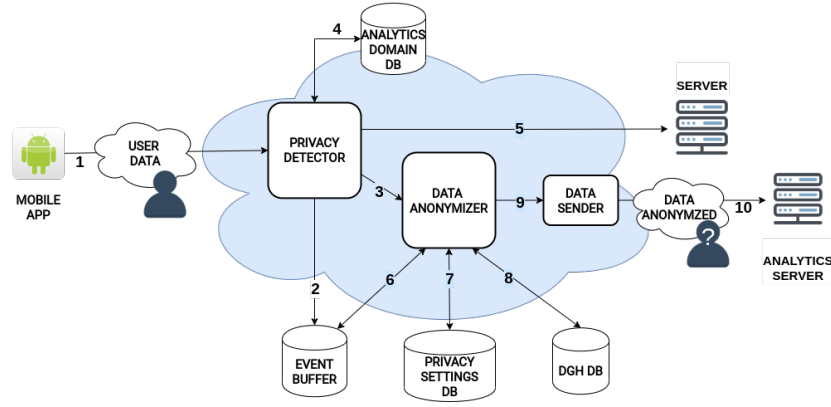 4
ANALYTICS
DOMAIN
DB
SERVER
5
MOBILE
APP
1
USER
DATA
PRIVACY
DETECTOR
3
DATA
ANONYMIZER
9
DATA
SENDER
DATA
ANONYMZED
10
?
ANALYTICS
SERVER
2
6
7
8
EVENT
BUFFER
PRIVACY
SETTINGS
DB
DGH DB